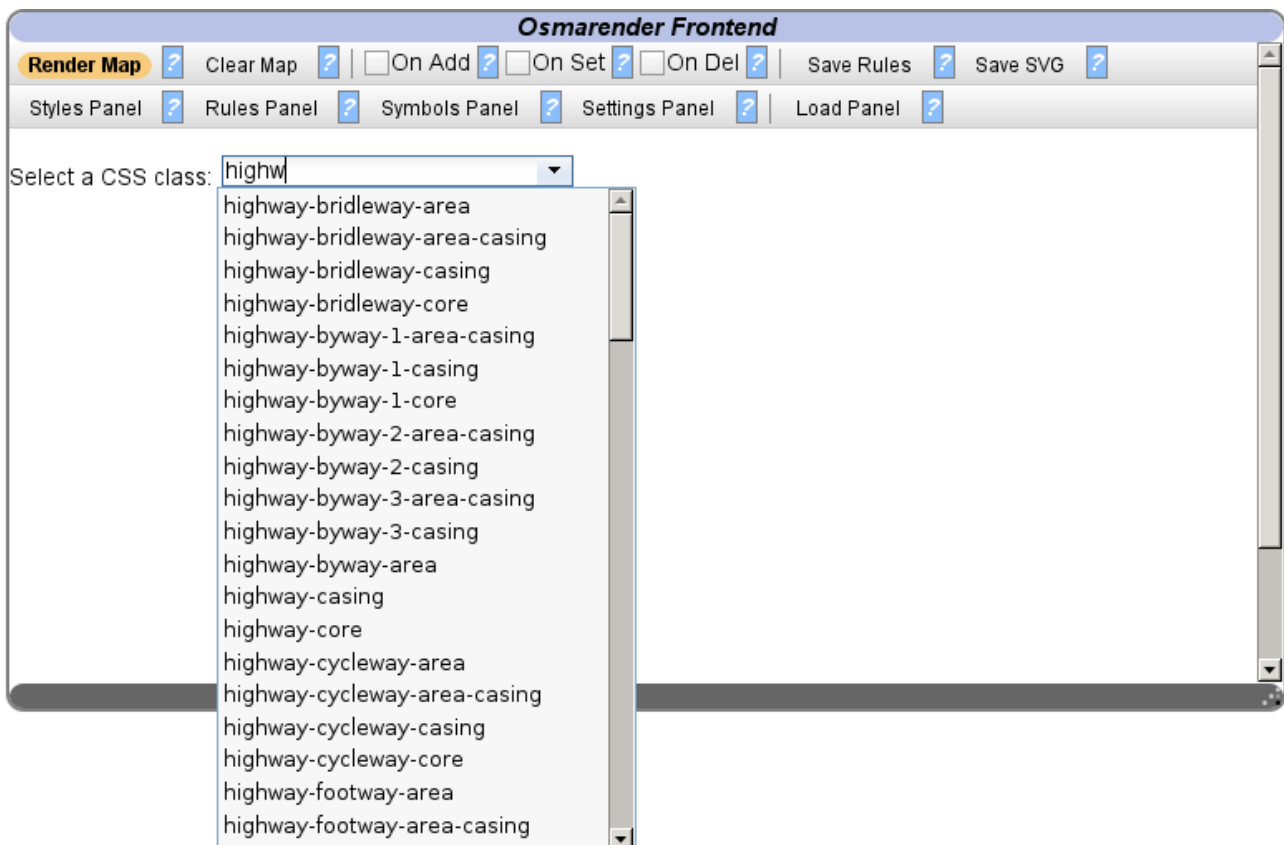 Osmarender Frontend
Render Map ? Clear Map ? On Add ? On Set ? On Del ? Save Rules ? Save SVG ?
Styles Panel ? Rules Panel ? Symbols Panel ? Settings Panel ? Load Panel ?
Select a CSS class: highw
highway-bridleway-area
highway-bridleway-area-casing
highway-bridleway-casing
highway-bridleway-core
highway-byway-1-area-casing
highway-byway-1-casing
highway-byway-1-core
highway-byway-2-area-casing
highway-byway-2-casing
highway-byway-3-area-casing
highway-byway-3-casing
highway-byway-area
highway-casing
highway-core
highway-cycleway-area
highway-cycleway-area-casing
highway-cycleway-casing
highway-cycleway-core
highway-footway-area
highway-footway-area-casing